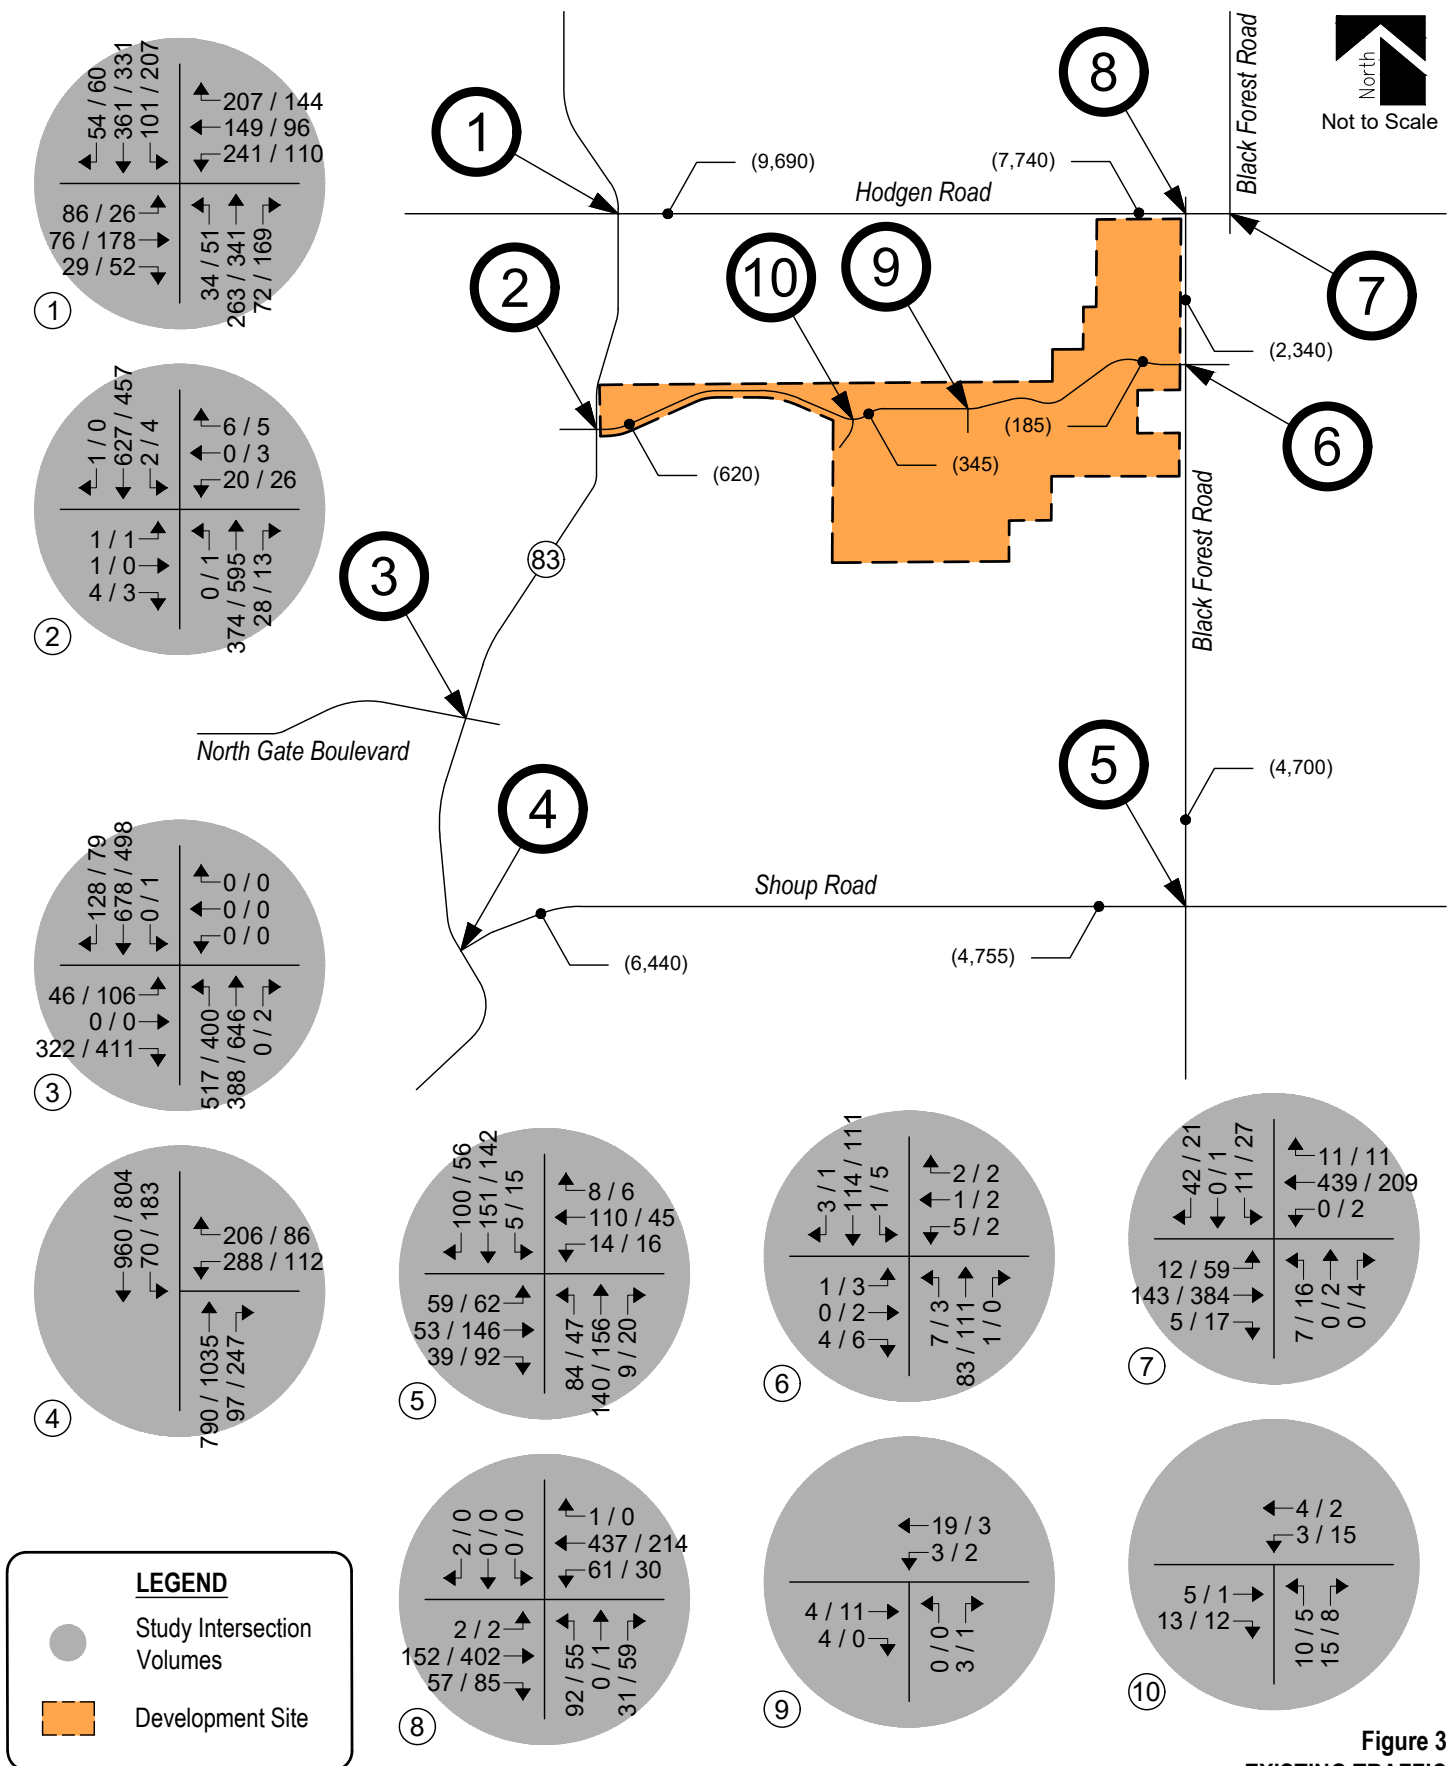 54 / 60
361 / 331
101 / 207
207 / 144
149 / 96
241 / 110
86 / 26
76 / 178
29 / 52
34 / 51
263 / 341
72 / 169
1
1
8
Black Forest Road
North
Not to Scale
(9,690)
(7,740)
Hodgen Road
2
10
9
7
(2,340)
1 / 0
627 / 457
2 / 4
6 / 5
0 / 3
20 / 26
1 / 1
1 / 0
4 / 3
0 / 1
374 / 595
28 / 13
2
(185)
(620)
(345)
6
83
3
Black Forest Road
North Gate Boulevard
5
(4,700)
4
Shoup Road
(6,440)
(4,755)
128 / 79
678 / 498
0 / 1
0 / 0
0 / 0
0 / 0
46 / 106
0 / 0
322 / 411
517 / 400
388 / 646
0 / 2
3
960 / 804
70 / 183
206 / 86
288 / 112
790 / 1035
97 / 247
4
100 / 56
151 / 142
5 / 15
8 / 6
110 / 45
14 / 16
59 / 62
53 / 146
39 / 92
84 / 47
140 / 156
9 / 20
5
3 / 1
114 / 111
1 / 5
2 / 2
1 / 2
5 / 2
1 / 3
0 / 2
4 / 6
7 / 3
83 / 111
1 / 0
6
42 / 21
0 / 1
11 / 27
11 / 11
439 / 209
0 / 2
12 / 59
143 / 384
5 / 17
7 / 16
0 / 2
0 / 4
7
2 / 0
0 / 0
0 / 0
1 / 0
437 / 214
61 / 30
2 / 2
152 / 402
57 / 85
92 / 55
0 / 1
31 / 59
8
19 / 3
3 / 2
4 / 11
4 / 0
0 / 0
3 / 1
9
4 / 2
3 / 15
5 / 1
13 / 12
10 / 5
15 / 8
10
LEGEND
Study Intersection
Volumes
Development Site
Figure 3
EXISTING TRAFFIC